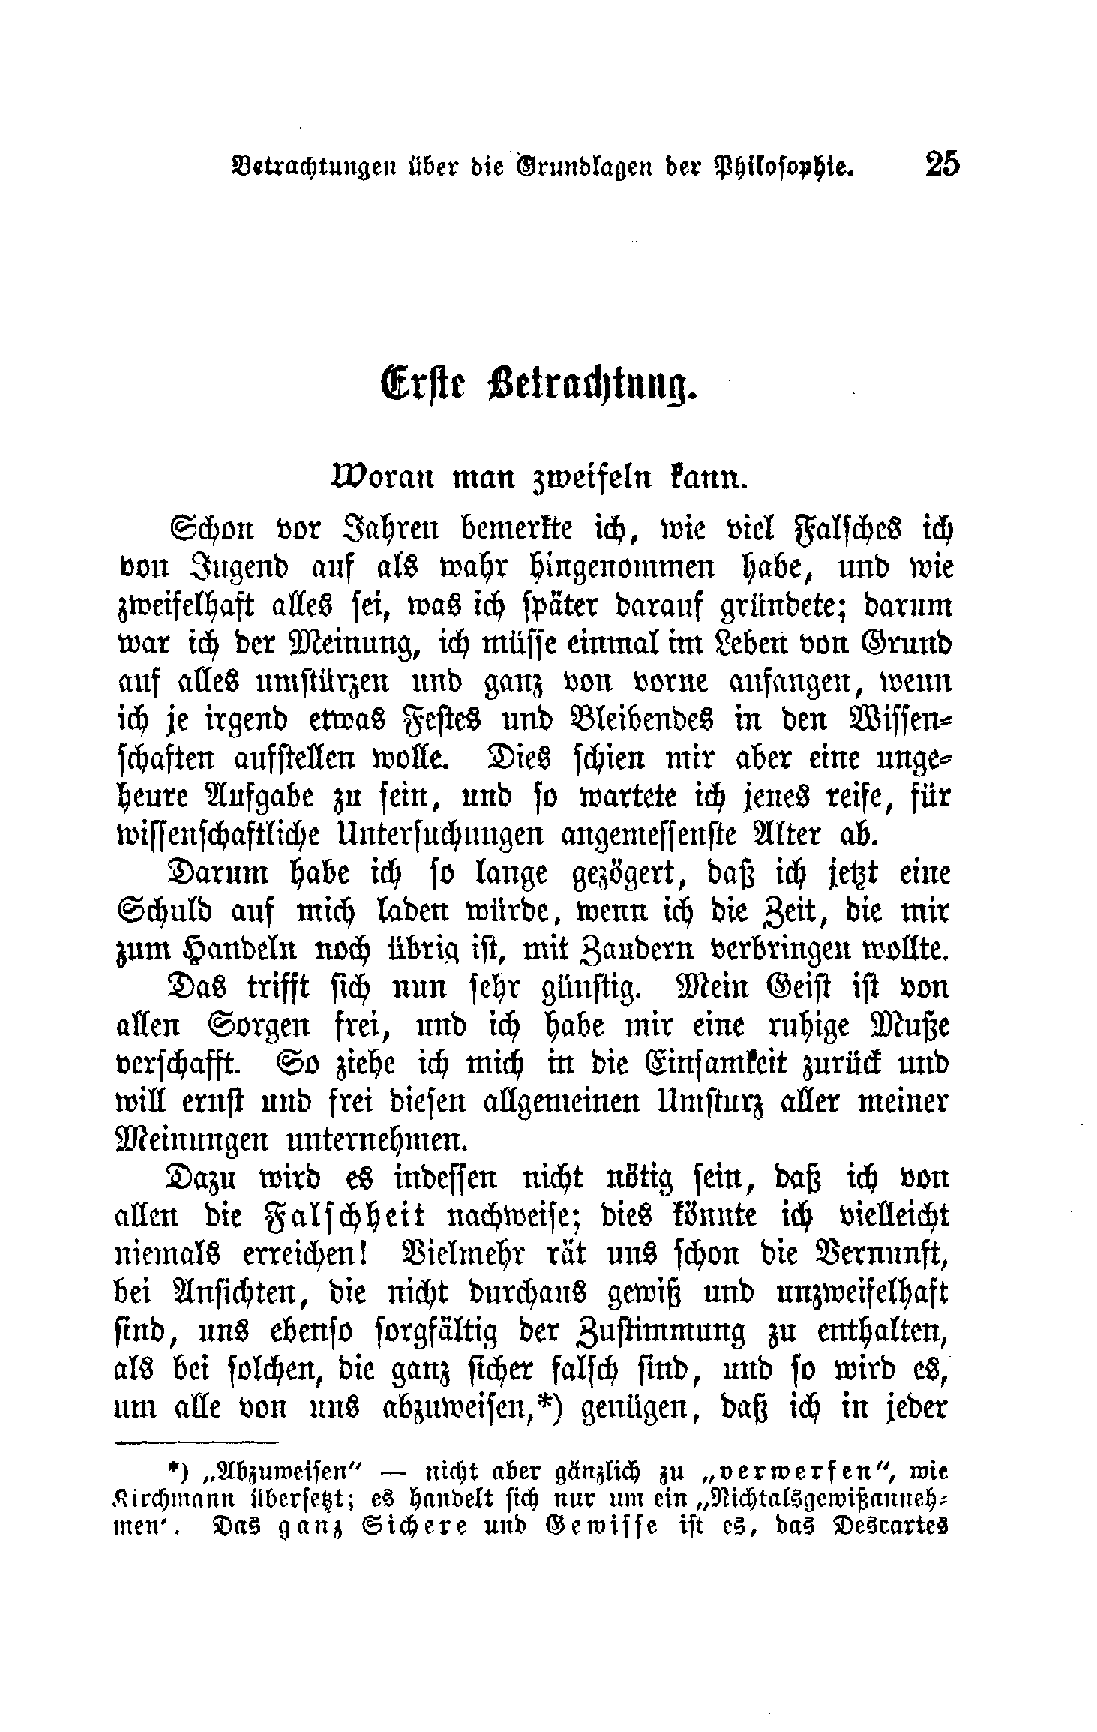 Betrachtungen über die Grundlagen der Philosophie. 25
Erste Betrachtung.
Woran man zweifeln kann.
Schon vor Jahren bemerkte ich, wie viel Falsches ich
von Jugend auf als wahr hingenommen habe, und wie
zweifelhaft alles sei, was ich später darauf gründete; darum
war ich der Meinung, ich müsse einmal im Leben von Grund
auf alles umstürzen und ganz von vorne anfangen, wenn
ich je irgend etwas Festes und Bleibendes in den Wissen-
schaften aufstellen wolle. Dies schien mir aber eine unge-
heure Aufgabe zu sein, und so wartete ich jenes reife, für
wissenschaftliche Untersuchungen angemessenste Alter ab.
Darum habe ich so lange gezögert, daß ich jetzt eine
Schuld auf mich laden würde, wenn ich die Zeit, die mir
zum Handeln noch übrig ist, mit Zaudern verbringen wollte.
Das trifft sich nun sehr günstig. Mein Geist ist von
allen Sorgen frei, und ich habe mir eine ruhige Muße
verschafft. So ziehe ich mich in die Einsamkeit zurück und
will ernst und frei diesen allgemeinen Umsturz aller meiner
Meinungen unternehmen.
Dazu wird es indessen nicht nötig sein, daß ich von
allen die Falschheit nachweise; dies könnte ich vielleicht
niemals erreichen! Vielmehr rät uns schon die Vernunft,
bei Ansichten, die nicht durchaus gewiß und unzweifelhaft
sind, uns ebenso sorgfältig der Zustimmung zu enthalten,
als bei solchen, die ganz sicher falsch sind, und so wird es,
um alle von uns abzuweisen,*) genügen, daß ich in jeder
*) „Abzuweisen“ — nicht aber gänzlich zu „verwerfen“, wie
Kirchmann übersetzt; es handelt sich nur um ein „Nichtalsgewißanneh-
men'. Das ganz Sichere und Gewisse ist es, das Descartes